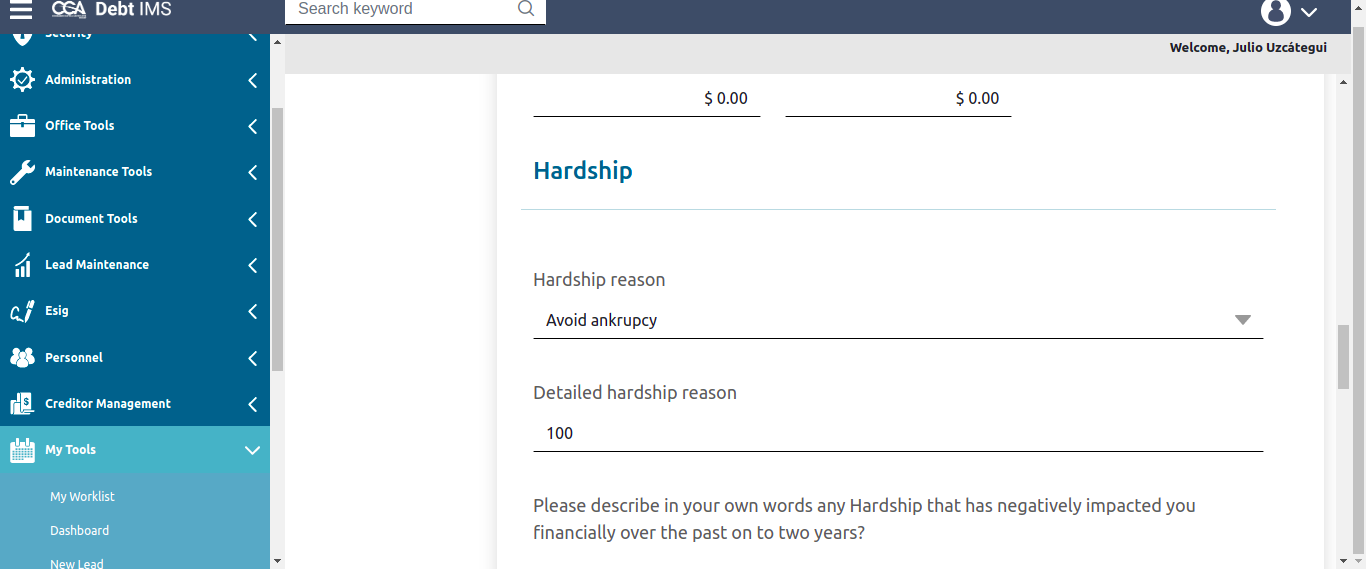 CGA Debt IMS
Search keyword
Welcome, Julio Uzcátegui
Security
Administration
Office Tools
Maintenance Tools
Document Tools
Lead Maintenance
Esig
Personnel
Creditor Management
My Tools
My Worklist
Dashboard
New Lead
$ 0.00 $ 0.00
Hardship
Hardship reason
Avoid ankrupcy
Detailed hardship reason
100
Please describe in your own words any Hardship that has negatively impacted you
financially over the past on to two years?